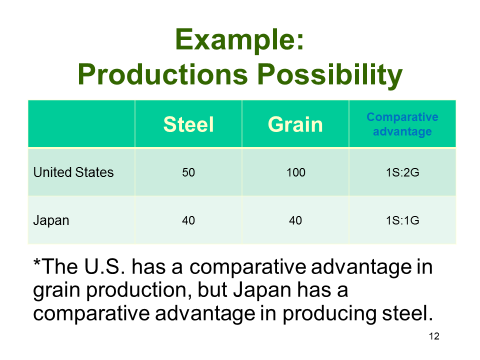 Example:
Productions Possibility
Steel Grain Comparative advantage
United States 50 100 1S:2G
Japan 40 40 1S:1G
*The U.S. has a comparative advantage in
grain production, but Japan has a
comparative advantage in producing steel.
12